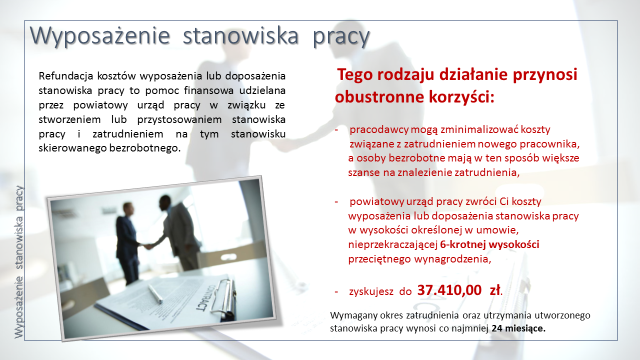 Wyposażenie stanowiska pracy
Refundacja kosztów wyposażenia lub doposażenia
stanowiska pracy to pomoc finansowa udzielana
przez powiatowy urząd pracy w związku ze
stworzeniem lub przystosowaniem stanowiska
pracy i zatrudnieniem na tym stanowisku
skierowanego bezrobotnego.
Wyposażenie stanowiska pracy
CONTRACT
Tego rodzaju działanie przynosi
obustronne korzyści:
- pracodawcy mogą zminimalizować koszty
związane z zatrudnieniem nowego pracownika,
a osoby bezrobotne mają w ten sposób większe
szanse na znalezienie zatrudnienia,
- powiatowy urząd pracy zwróci Ci koszty
wyposażenia lub doposażenia stanowiska pracy
w wysokości określonej w umowie,
nieprzekraczającej 6-krotnej wysokości
przeciętnego wynagrodzenia,
- zyskujesz do 37.410,00 zł.
Wymagany okres zatrudnienia oraz utrzymania utworzonego
stanowiska pracy wynosi co najmniej 24 miesiące.